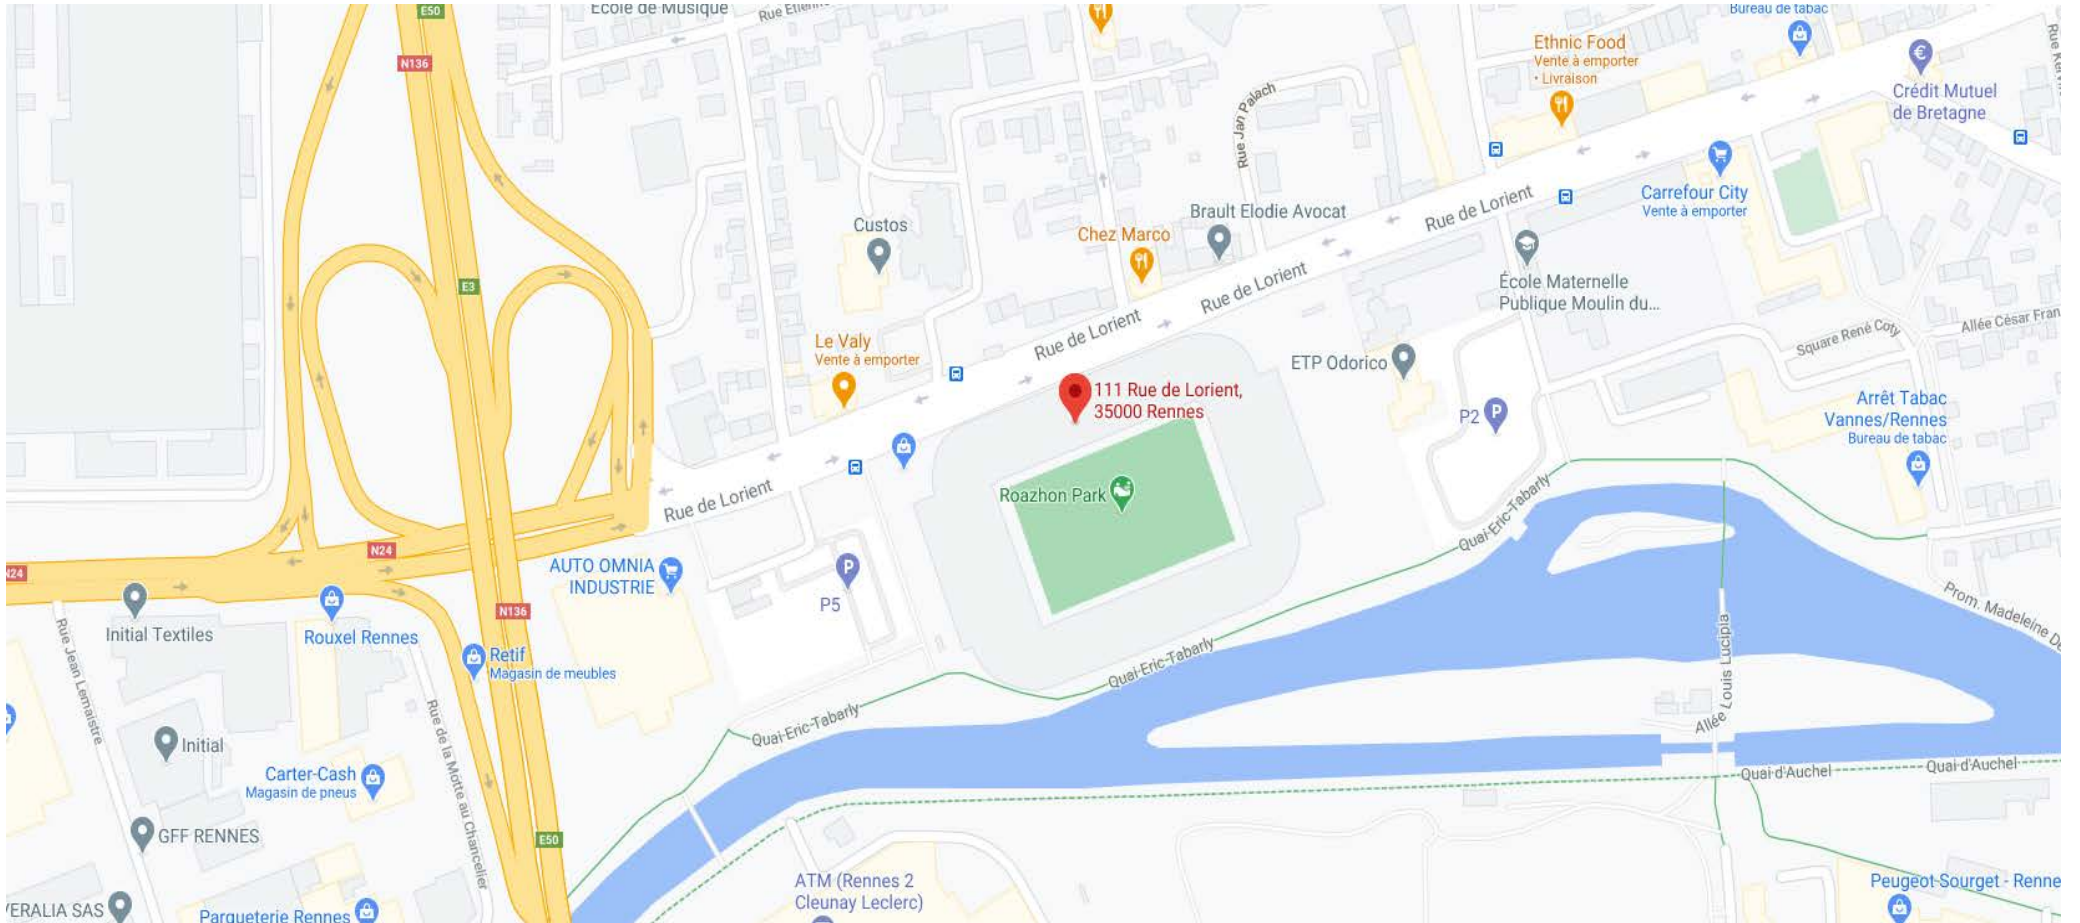 E50
Ecole de Musique
Rue Etienne
Bureau de tabac
N136
Ethnic Food
Vente à emporter
• Livraison
€
Crédit Mutuel
de Bretagne
Rue Jan Palach
Carrefour City
Vente à emporter
Rue de Lorient
Custos
Brault Elodie Avocat
Chez Marco
École Maternelle
Publique Moulin du...
E3
Rue de Lorient
Rue de Lorient
Allée César Fran
Square René Coty
Le Valy
Vente à emporter
ETP Odorico
111 Rue de Lorient,
35000 Rennes
P2 P
Arrêt Tabac
Vannes/Rennes
Bureau de tabac
Rue de Lorient
Roazhon Park
Quai-Eric-Tabarly
N24
N24
AUTO OMNIA
INDUSTRIE
P
P5
N136
Initial Textiles
Rouxel Rennes
Prom. Madeleine
Retif
Magasin de meubles
Quai-Eric-Tabarly
Rue Jean Lemaistre
Allée Louis Lucipia
Quai-Eric-Tabarly
Initial
Rue de la Motte au Chancelier
Carter-Cash
Magasin de pneus
Quai d'Auchel
Quai d'Auchel
GFF RENNES
E50
ATM (Rennes 2
Cleunay Leclerc)
Peugeot Sourget - Renne
VERALIA SAS
Parqueterie Rennes